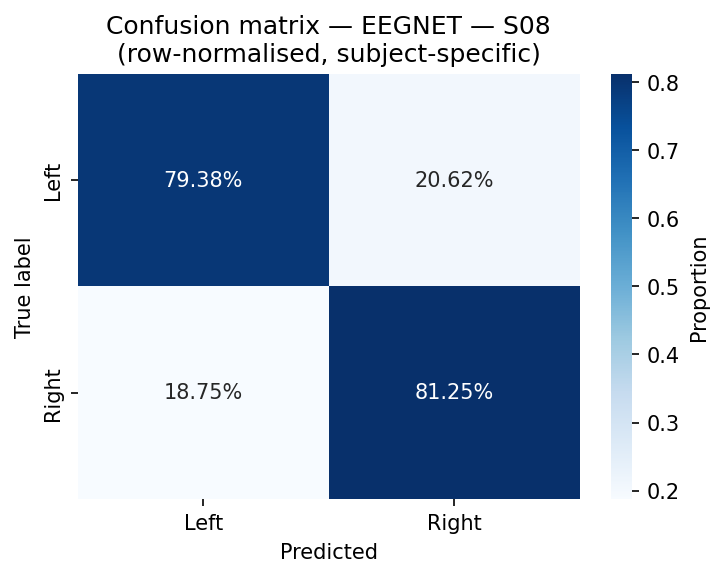 Confusion matrix — EEGNET — S08
(row-normalised, subject-specific)
True label
Left
79.38%
20.62%
Right
18.75%
81.25%
Left
Right
Predicted
0.8
0.7
0.6
0.5
0.4
0.3
0.2
Proportion